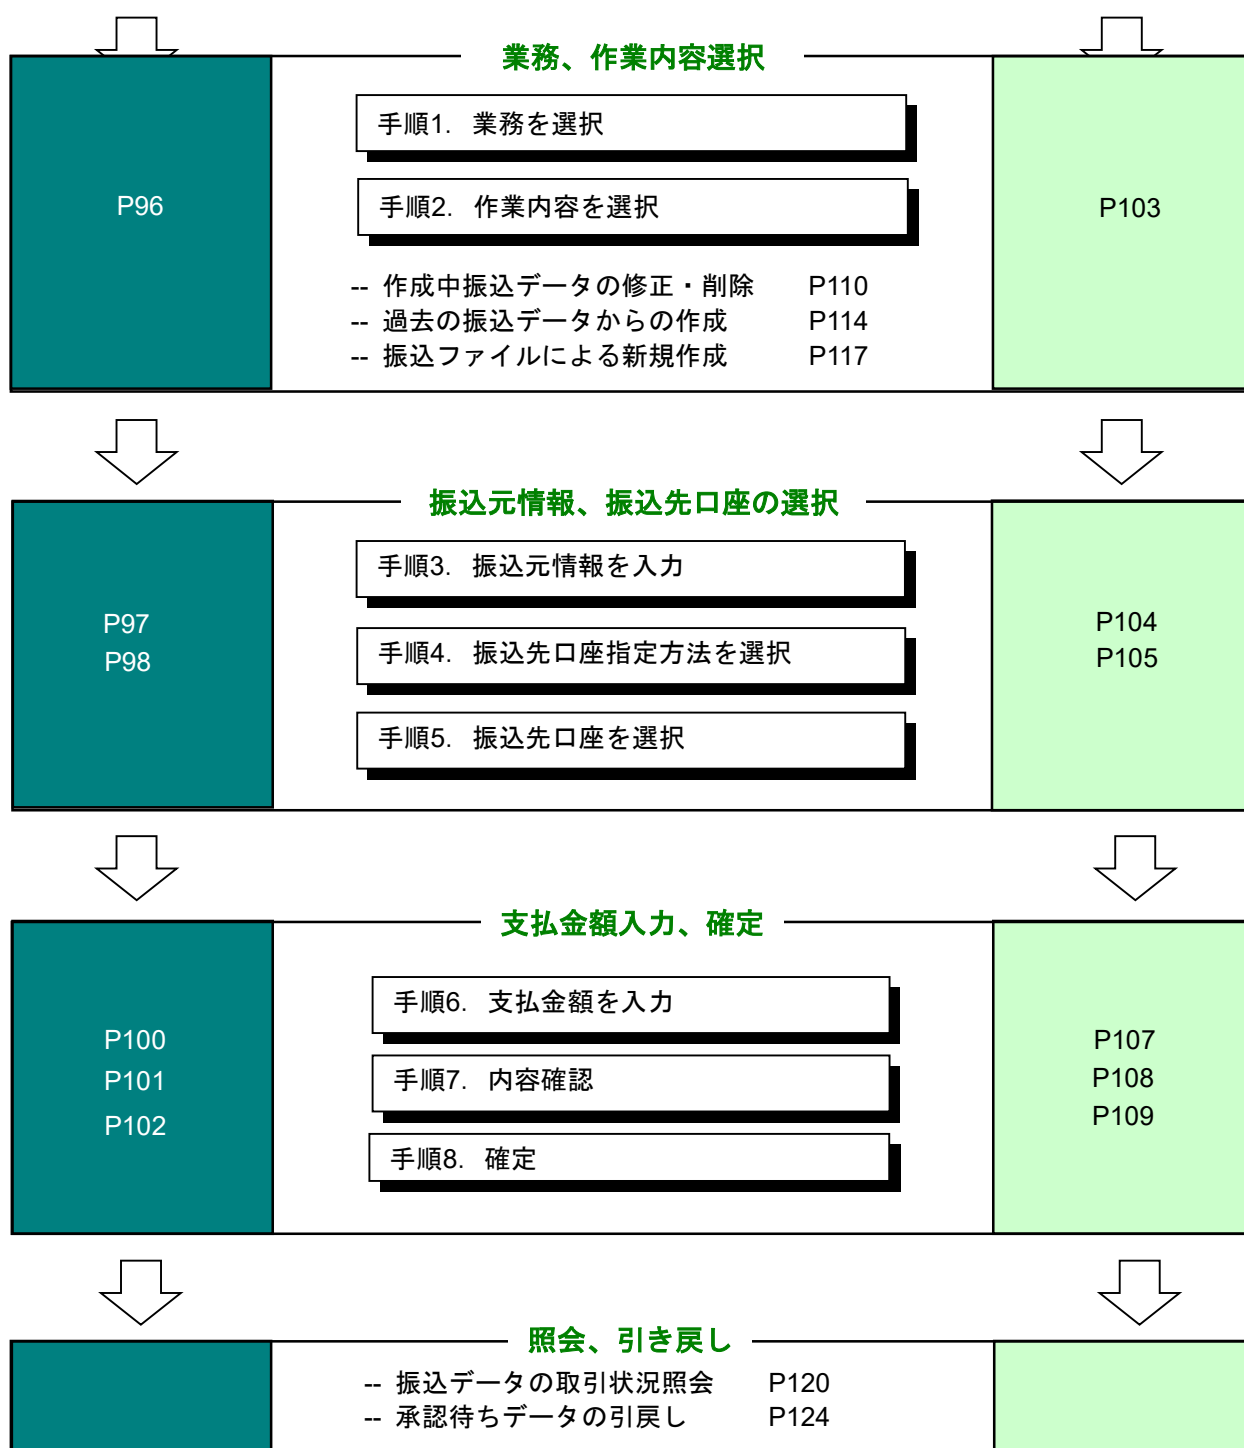 業務、作業内容選択
手順1. 業務を選択
P96
手順2. 作業内容を選択
P103
-- 作成中振込データの修正・削除 P110
-- 過去の振込データからの作成 P114
-- 振込ファイルによる新規作成 P117
振込元情報、振込先口座の選択
手順3. 振込元情報を入力
P97
P98
手順4. 振込先口座指定方法を選択
P104
P105
手順5. 振込先口座を選択
支払金額入力、確定
手順6. 支払金額を入力
P100
P101
P102
手順7. 内容確認
P107
P108
P109
手順8. 確定
照会、引き戻し
-- 振込データの取引状況照会 P120
-- 承認待ちデータの引戻し P124